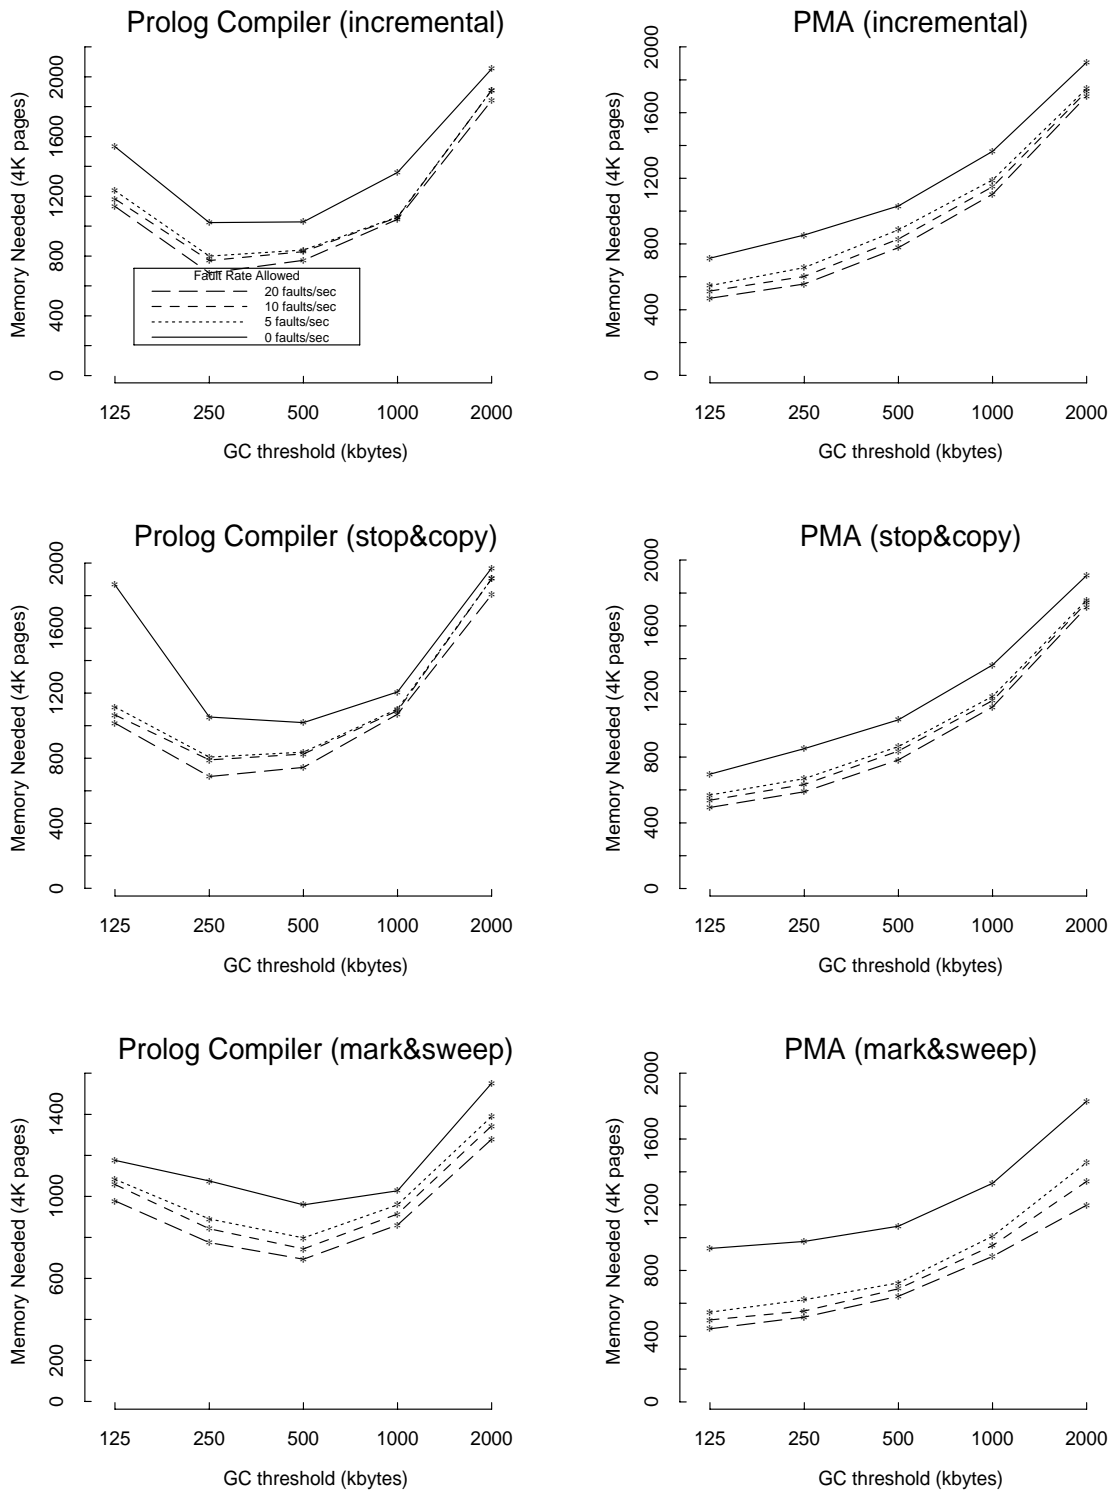 Prolog Compiler (incremental)
Memory Needed (4K pages)
0 400 800 1200 1600 2000
Fault Rate Allowed
20 faults/sec
10 faults/sec
5 faults/sec
0 faults/sec
125 250 500 1000 2000
GC threshold (kbytes)
PMA (incremental)
Memory Needed (4K pages)
0 400 800 1200 1600 2000
125 250 500 1000 2000
GC threshold (kbytes)
Prolog Compiler (stop&copy)
Memory Needed (4K pages)
0 400 800 1200 1600 2000
125 250 500 1000 2000
GC threshold (kbytes)
PMA (stop&copy)
Memory Needed (4K pages)
0 400 800 1200 1600 2000
125 250 500 1000 2000
GC threshold (kbytes)
Prolog Compiler (mark&sweep)
Memory Needed (4K pages)
0 200 600 1000 1400
125 250 500 1000 2000
GC threshold (kbytes)
PMA (mark&sweep)
Memory Needed (4K pages)
0 400 800 1200 1600 2000
125 250 500 1000 2000
GC threshold (kbytes)